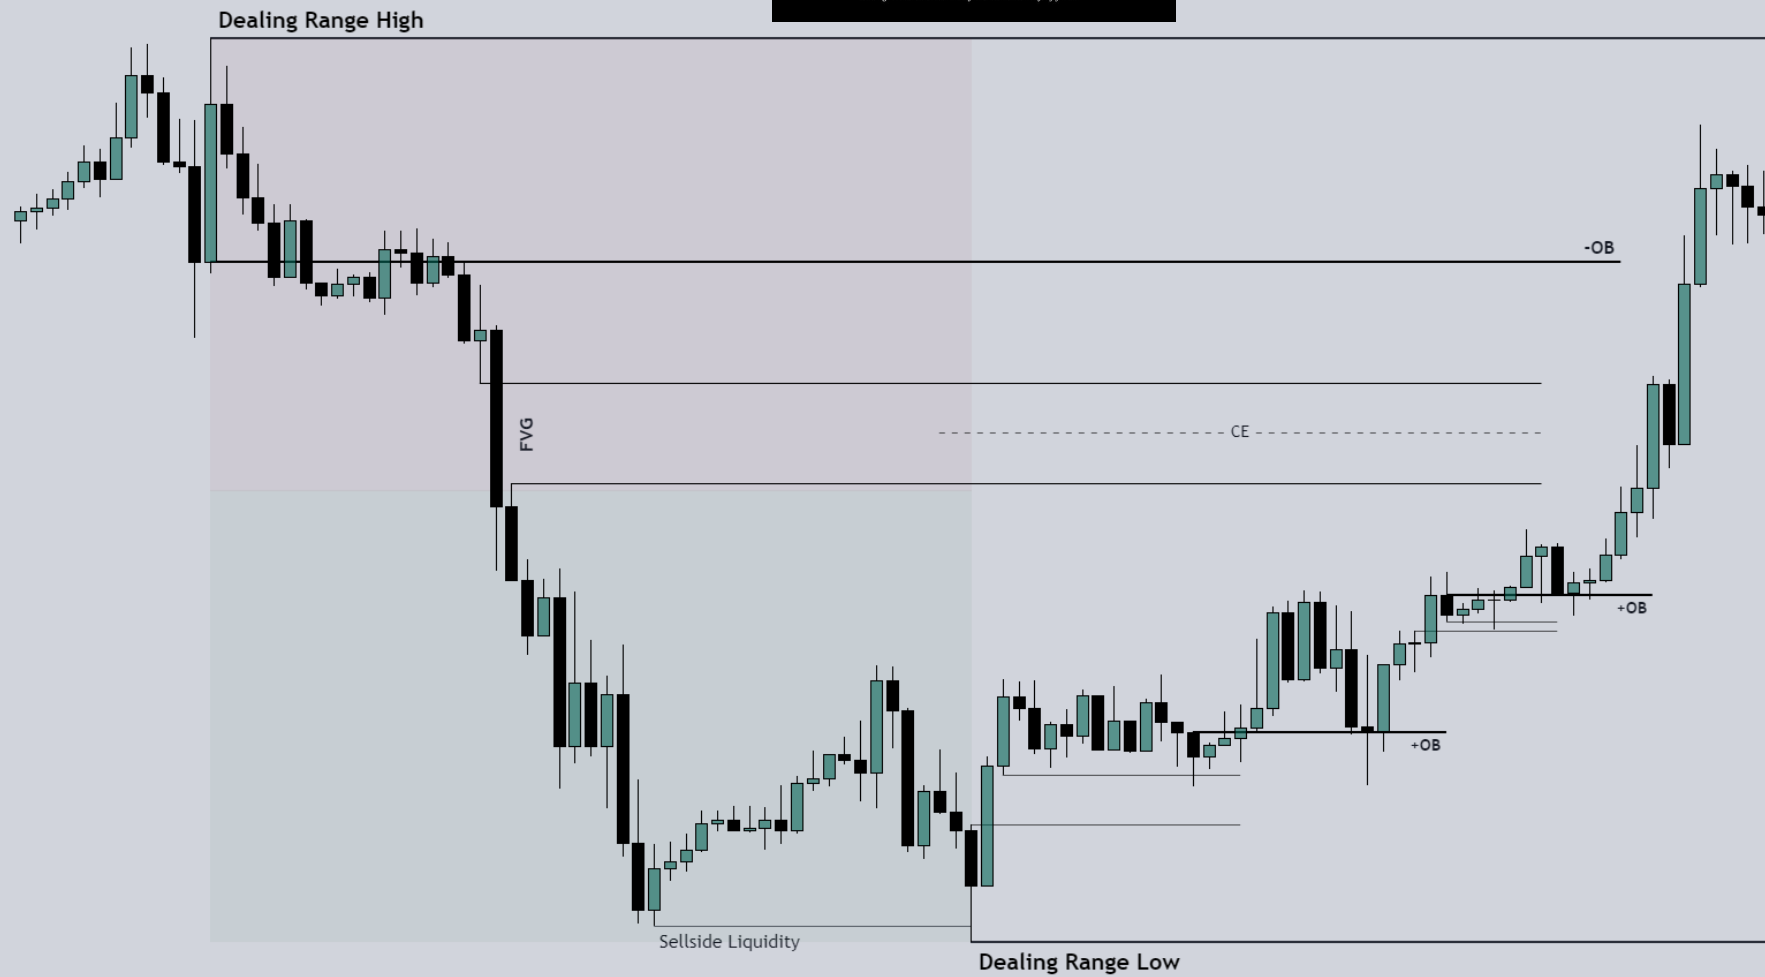 Dealing Range High
-OB
FVG
CE
+OB
+OB
Sellside Liquidity
Dealing Range Low